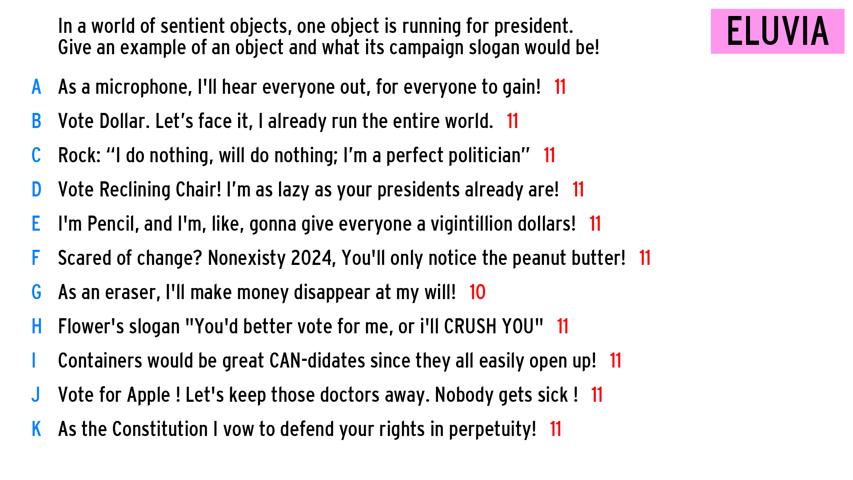 In a world of sentient objects, one object is running for president.
Give an example of an object and what its campaign slogan would be!
ELUVIA
A As a microphone, I'll hear everyone out, for everyone to gain! 11
B Vote Dollar. Let’s face it, I already run the entire world. 11
C Rock: “I do nothing, will do nothing; I’m a perfect politician” 11
D Vote Reclining Chair! I’m as lazy as your presidents already are! 11
E I'm Pencil, and I'm, like, gonna give everyone a vigintillion dollars! 11
F Scared of change? Nonexisty 2024, You'll only notice the peanut butter! 11
G As an eraser, I'll make money disappear at my will! 10
H Flower's slogan "You'd better vote for me, or i'll CRUSH YOU" 11
I Containers would be great CAN-didates since they all easily open up! 11
J Vote for Apple ! Let's keep those doctors away. Nobody gets sick ! 11
K As the Constitution I vow to defend your rights in perpetuity! 11